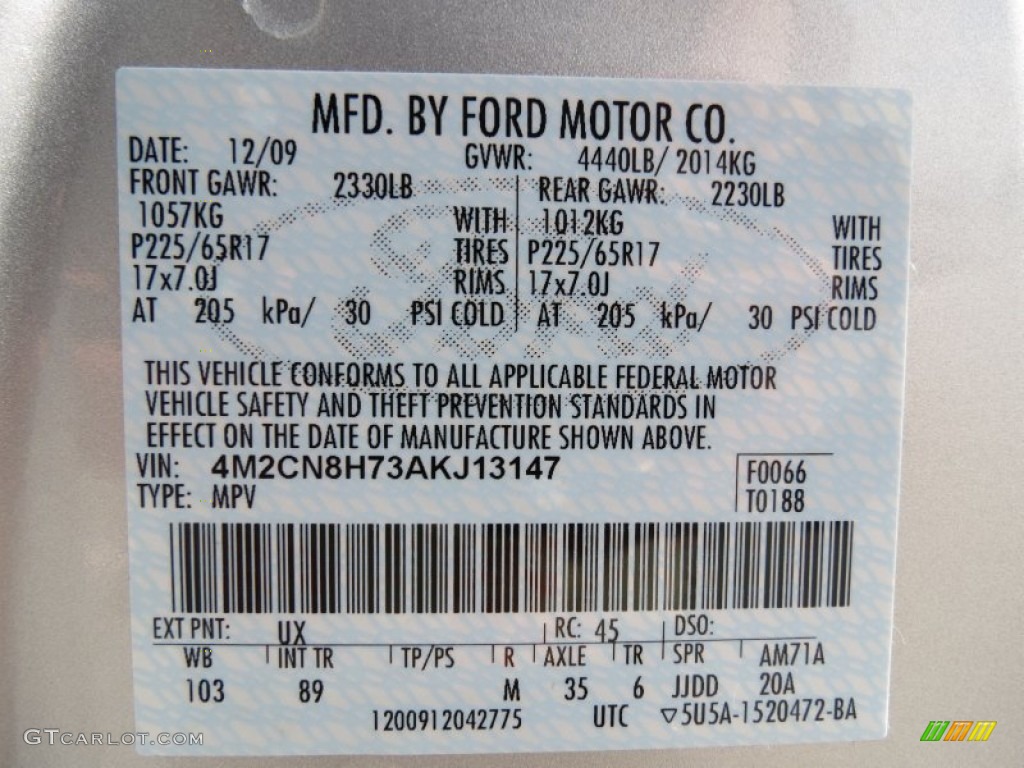 MFD. BY FORD MOTOR CO.
DATE: 12/09 GVWR: 4440LB/ 2014KG
FRONT GAWR: 2330LB REAR GAWR: 2230LB
1057KG WITH 1012KG WITH
P225/65R17 TIRES P225/65R17 TIRES
17x7.0J RIMS 17x7.0J RIMS
AT 205 kPa/ 30 PSI COLD AT 205 kPa/ 30 PSI COLD
THIS VEHICLE CONFORMS TO ALL APPLICABLE FEDERAL MOTOR
VEHICLE SAFETY AND THEFT PREVENTION STANDARDS IN
EFFECT ON THE DATE OF MANUFACTURE SHOWN ABOVE.
VIN: 4M2CN8H73AKJ13147 F0066
TYPE: MPV T0188
EXT PNT: UX RC: 45 DSO:
WB INT TR TP/PS R AXLE TR SPR AM71A
103 89 M 35 6 JJDD 20A
1200912042775 UTC ▽5U5A-1520472-BA
GTCARLOT.COM